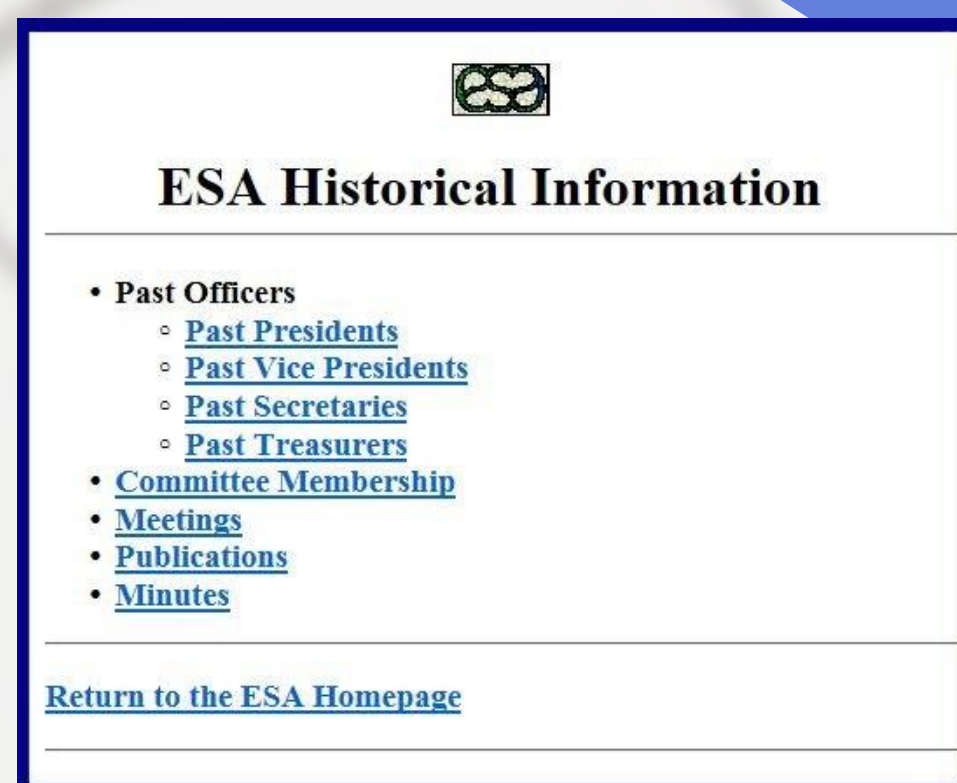 esa
ESA Historical Information
• Past Officers
◦ Past Presidents
◦ Past Vice Presidents
◦ Past Secretaries
◦ Past Treasurers
• Committee Membership
• Meetings
• Publications
• Minutes
Return to the ESA Homepage